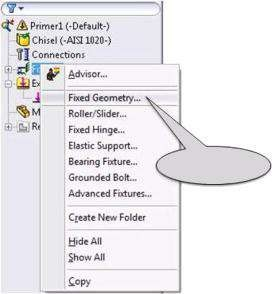 Primer1 (-Default-)
Chisel (-AISI 1020-)
Connections
Advisor...
Fixed Geometry...
Roller/Slider...
Fixed Hinge...
Elastic Support...
Bearing Fixture...
Grounded Bolt...
Advanced Fixtures...
Create New Folder
Hide All
Show All
Copy